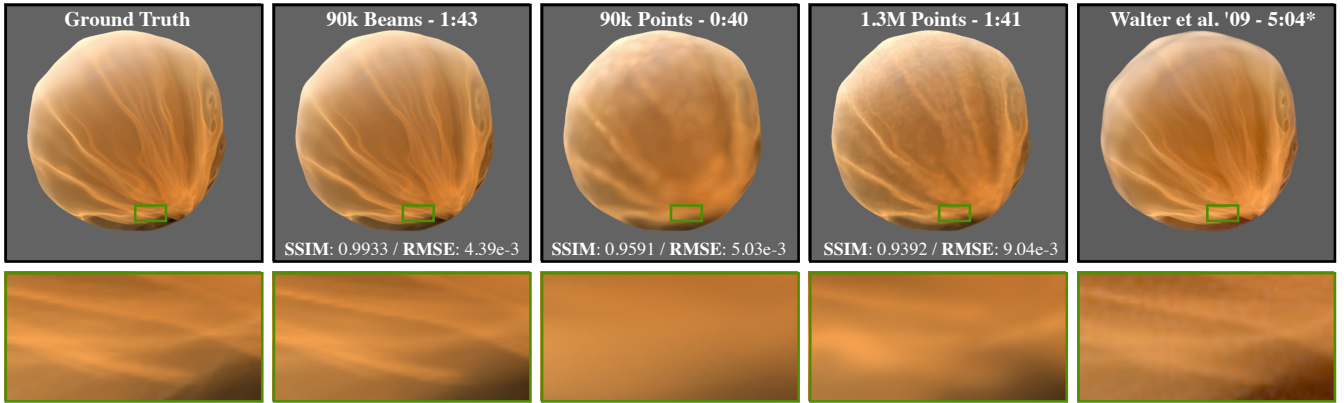 Ground Truth
90k Beams - 1:43
90k Points - 0:40
1.3M Points - 1:41
Walter et al. '09 - 5:04*
SSIM: 0.9933 / RMSE: 4.39e-3
SSIM: 0.9591 / RMSE: 5.03e-3
SSIM: 0.9392 / RMSE: 9.04e-3